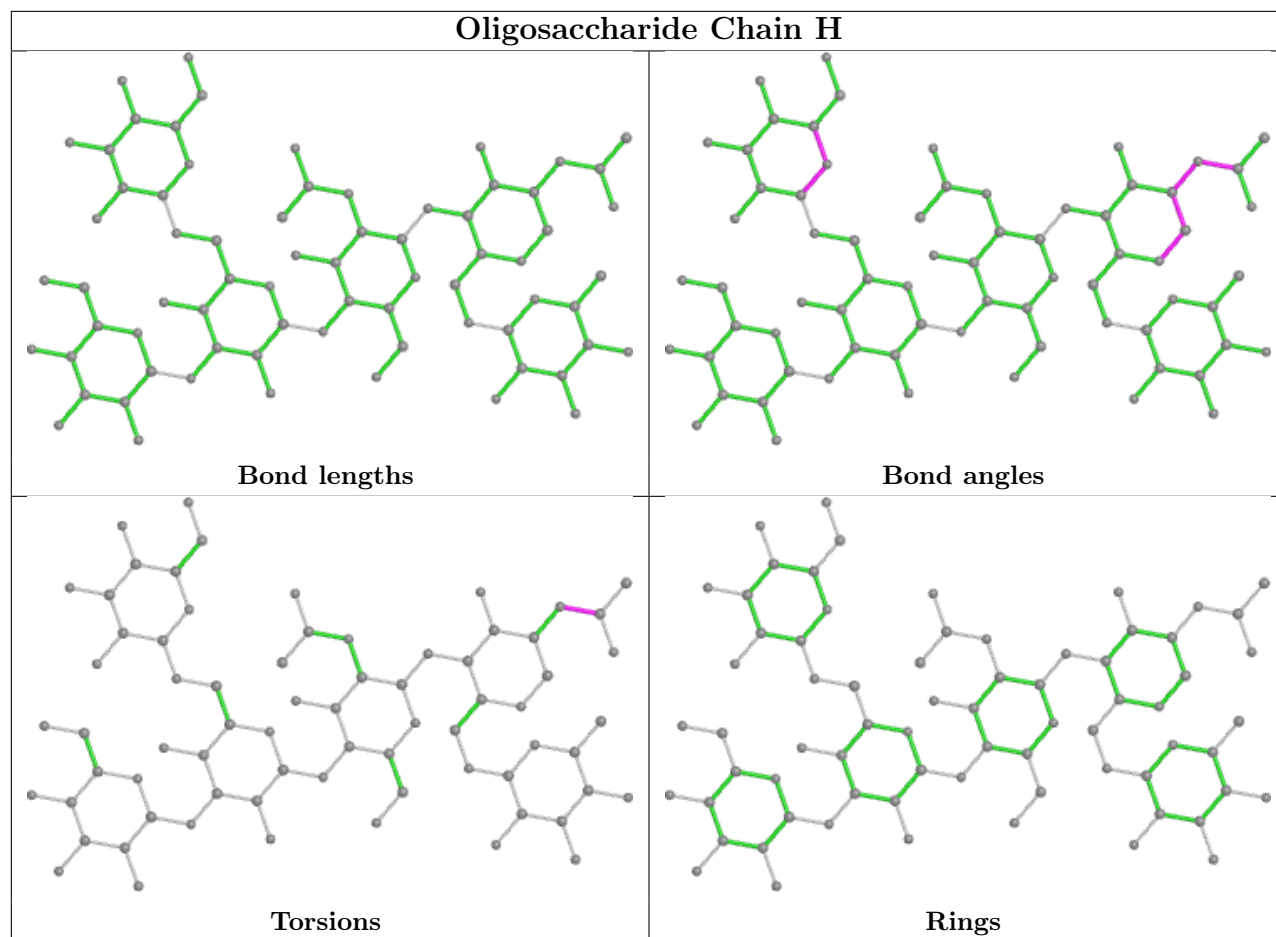 Oligosaccharide Chain H
Bond lengths
Bond angles
Torsions
Rings